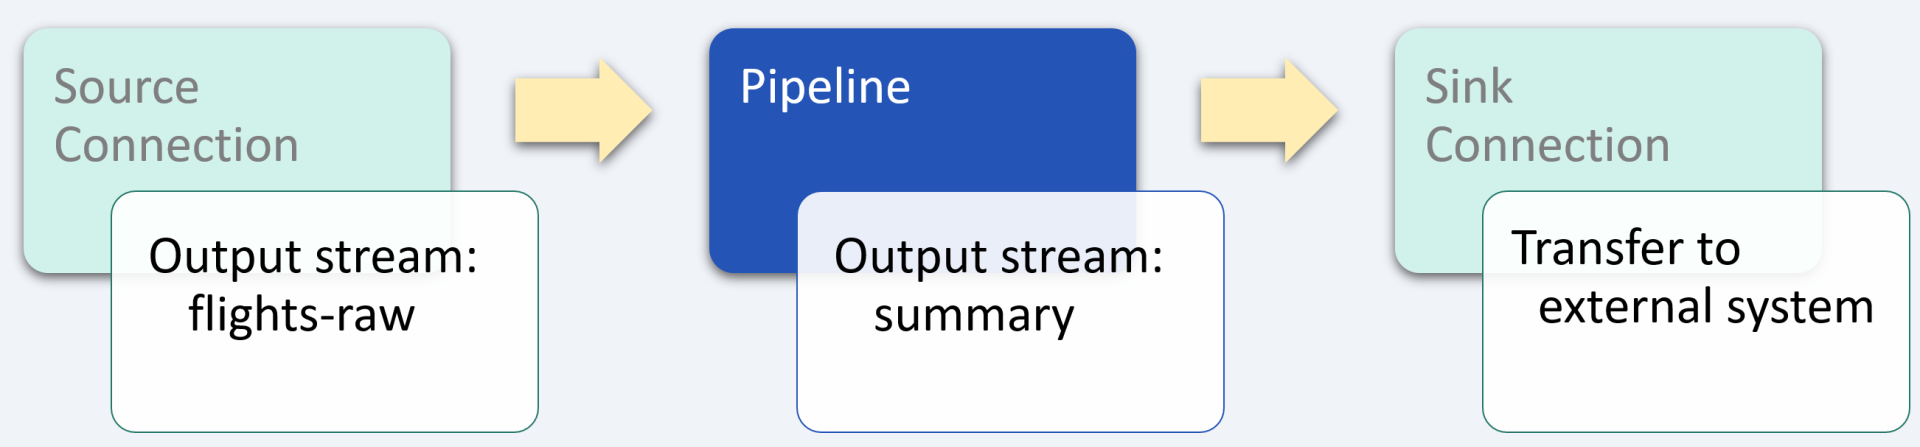 Source
Connection
Output stream:
flights-raw
Pipeline
Output stream:
summary
Sink
Connection
Transfer to
external system